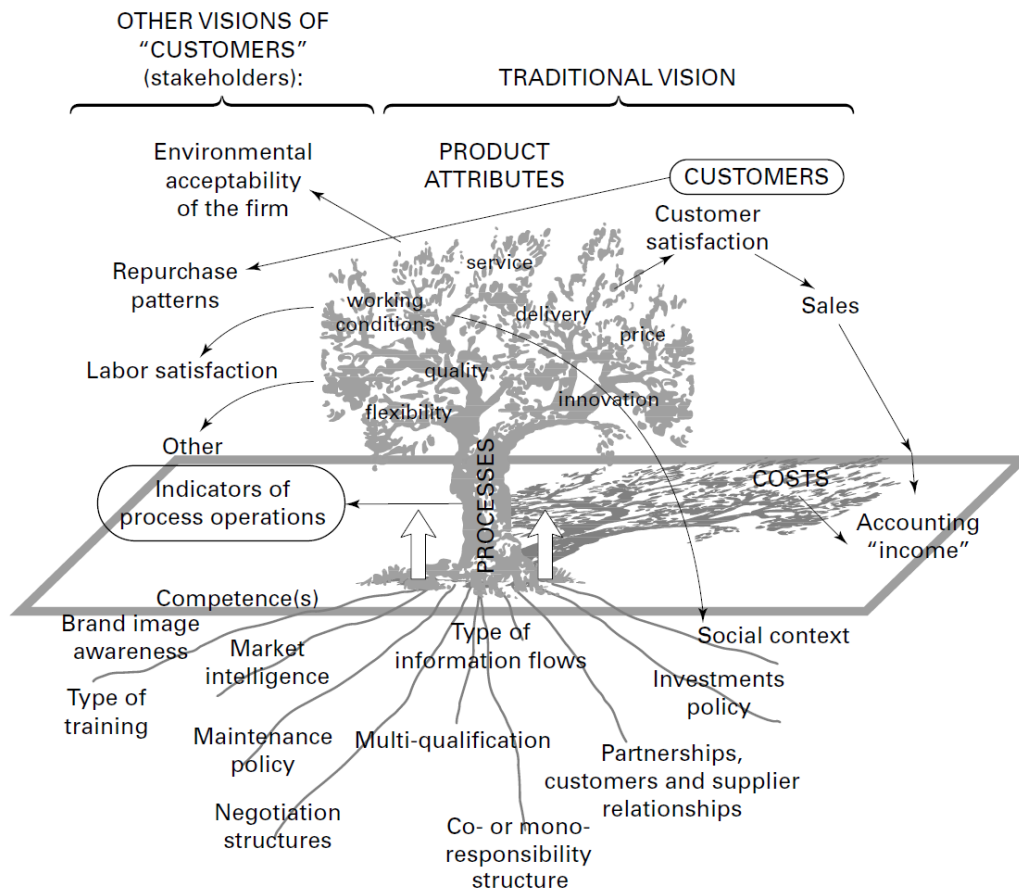 OTHER VISIONS OF
“CUSTOMERS”
(stakeholders):
TRADITIONAL VISION
Environmental
acceptability
of the firm
PRODUCT
ATTRIBUTES
CUSTOMERS
Customer
satisfaction
Repurchase
patterns
service
working
conditions
delivery
price
Sales
Labor satisfaction
quality
flexibility
innovation
Other
Indicators of
process operations
PROCESSES
COSTS
Accounting
“income”
Competence(s)
Brand image
awareness
Market
intelligence
Type of
information flows
Social context
Type of
training
Investments
policy
Maintenance
policy
Multi-qualification
Partnerships,
customers and supplier
relationships
Negotiation
structures
Co- or mono-
responsibility
structure